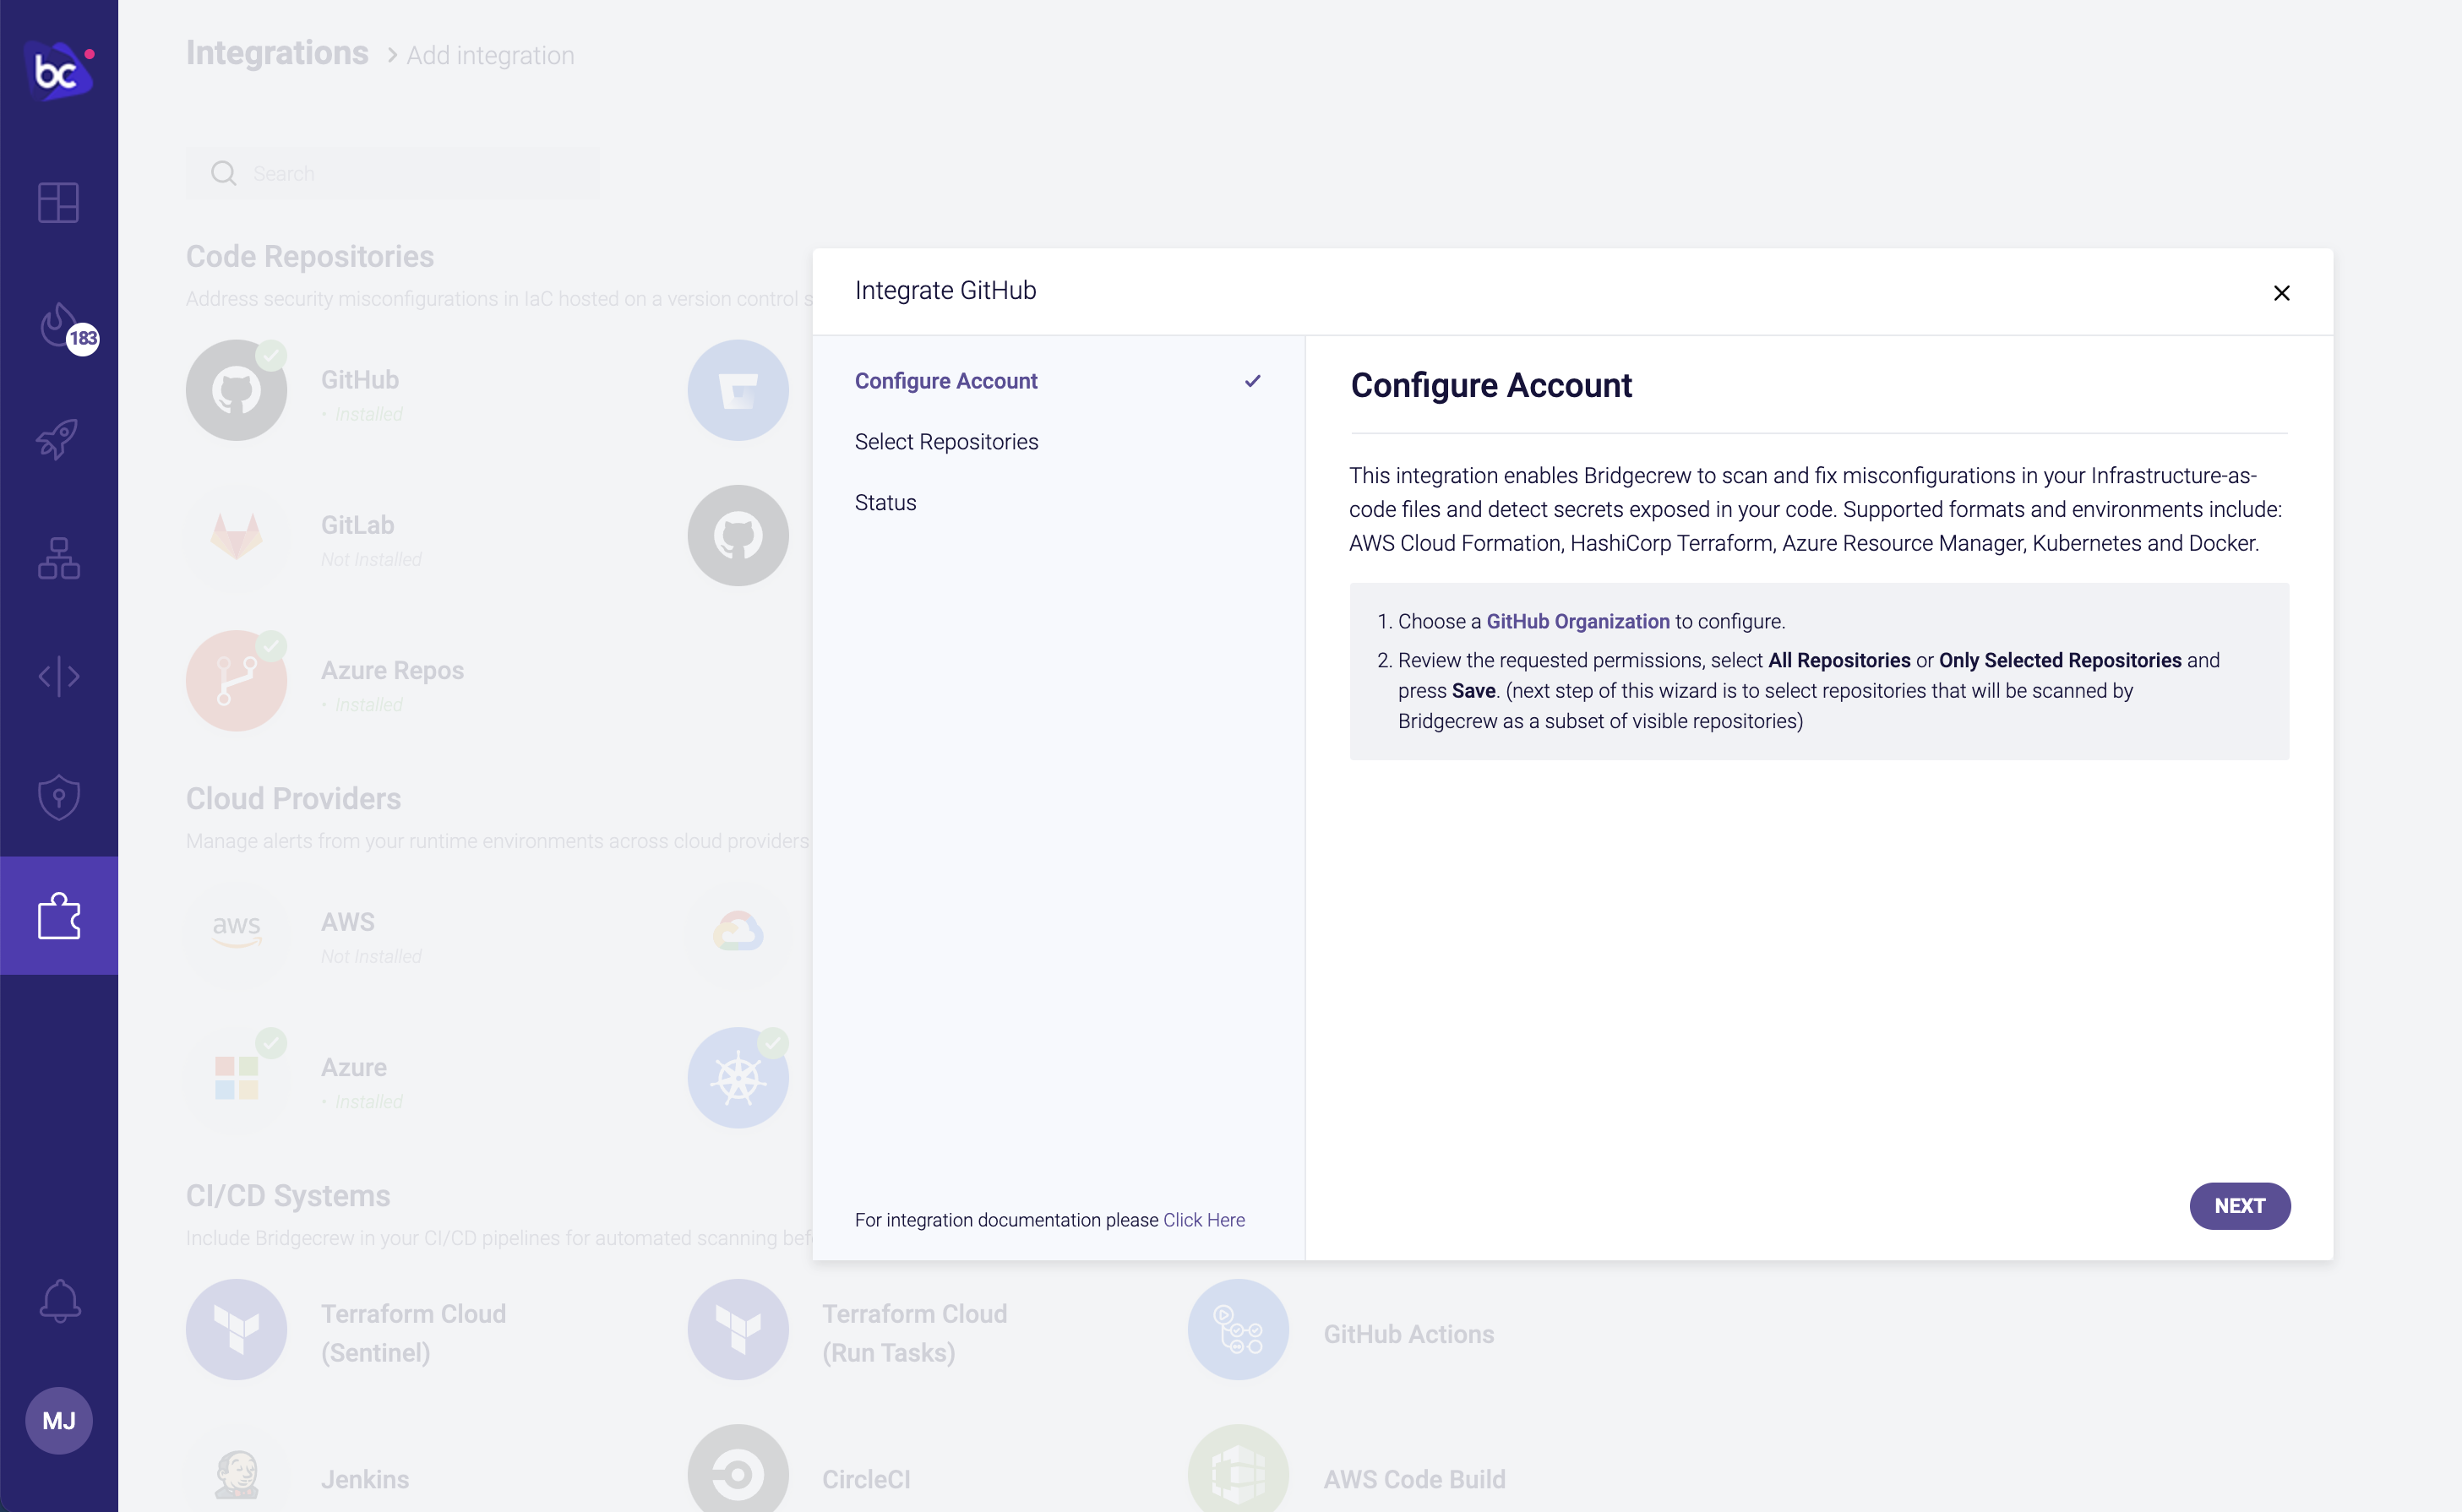 bc
Integrations > Add integration
Search
Code Repositories
Address security misconfigurations in IaC hosted on a version control s
GitHub
• Installed
GitLab
Not Installed
Azure Repos
• Installed
Cloud Providers
Manage alerts from your runtime environments across cloud providers
aws
AWS
Not Installed
Azure
• Installed
CI/CD Systems
Include Bridgecrew in your CI/CD pipelines for automated scanning bef
Terraform Cloud
(Sentinel)
Terraform Cloud
(Run Tasks)
GitHub Actions
Jenkins
CircleCI
AWS Code Build
183
MJ
Integrate GitHub
Configure Account
Select Repositories
Status
For integration documentation please Click Here
Configure Account
This integration enables Bridgecrew to scan and fix misconfigurations in your Infrastructure-as-
code files and detect secrets exposed in your code. Supported formats and environments include:
AWS Cloud Formation, HashiCorp Terraform, Azure Resource Manager, Kubernetes and Docker.
1. Choose a GitHub Organization to configure.
2. Review the requested permissions, select All Repositories or Only Selected Repositories and
press Save. (next step of this wizard is to select repositories that will be scanned by
Bridgecrew as a subset of visible repositories)
NEXT